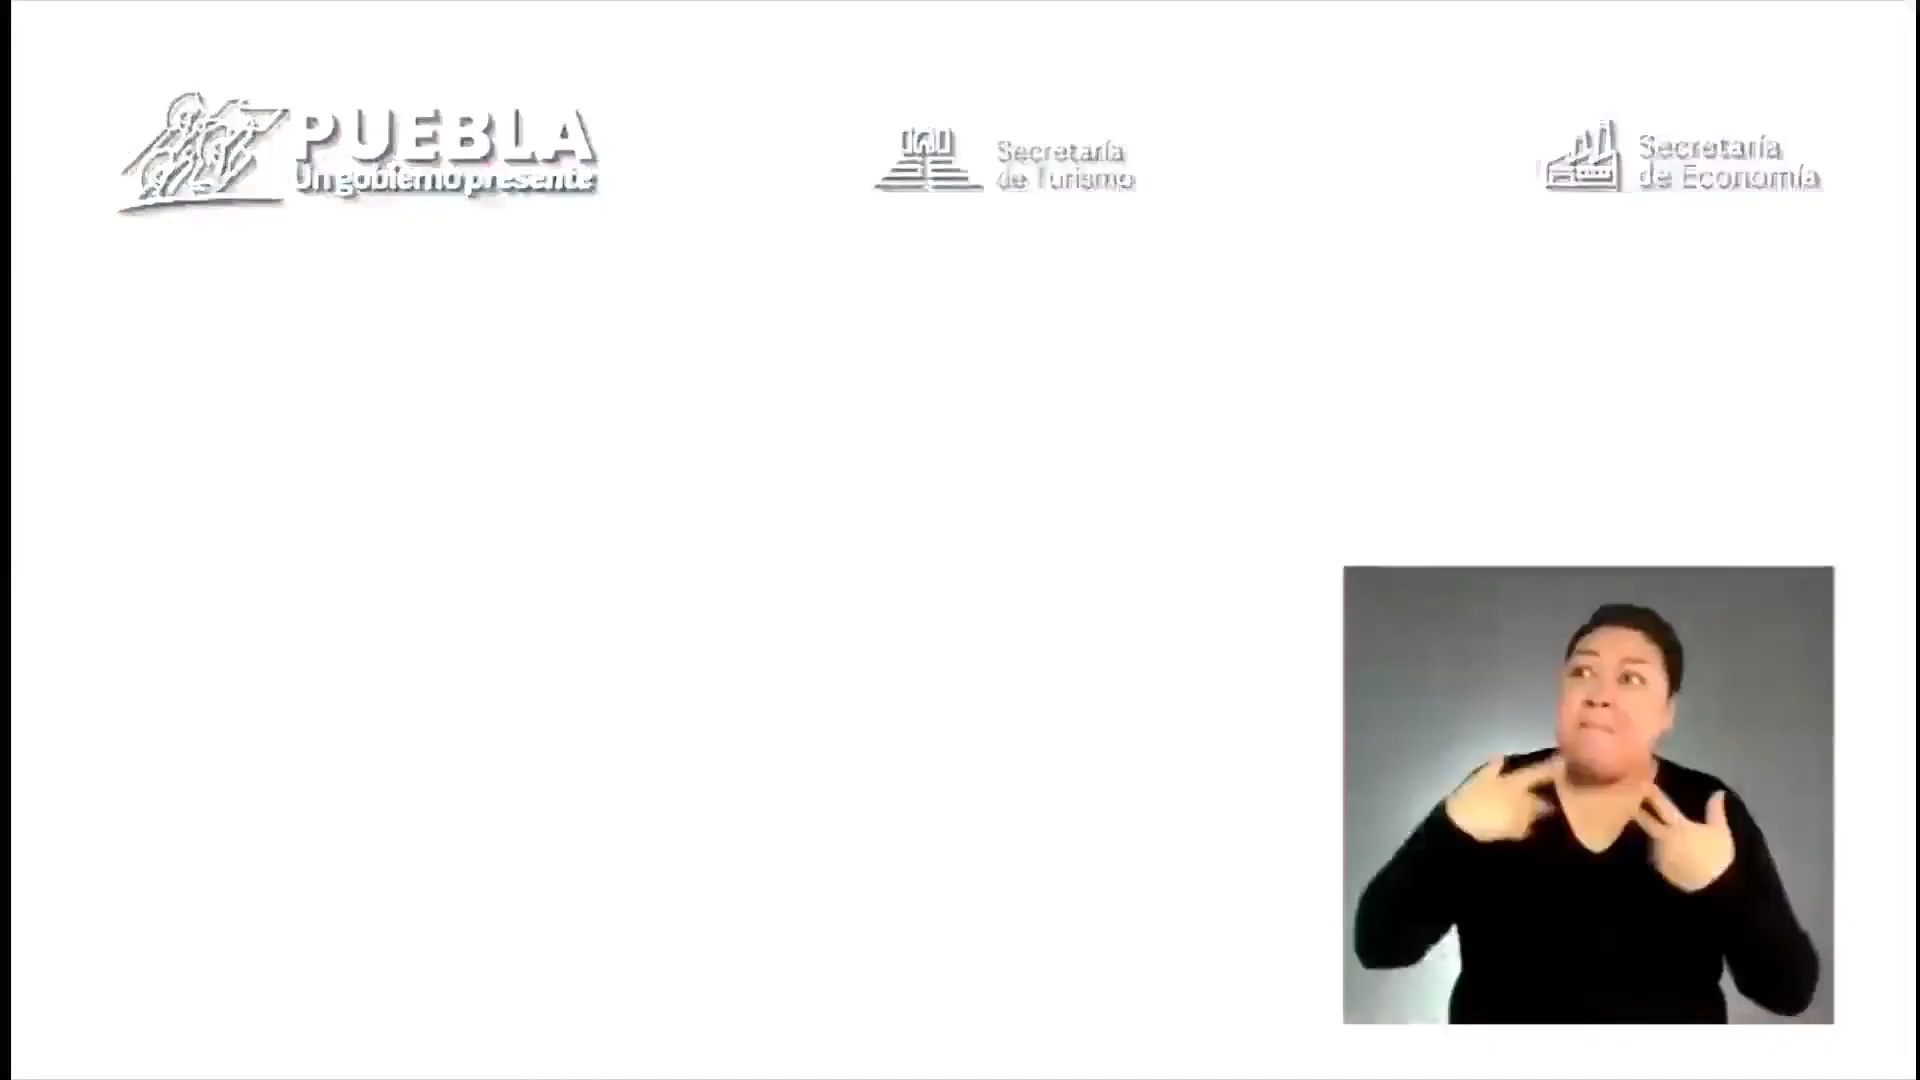 PUEBLA
Un gobierno presente
Secretaría
de Turismo
Secretaría
de Economía